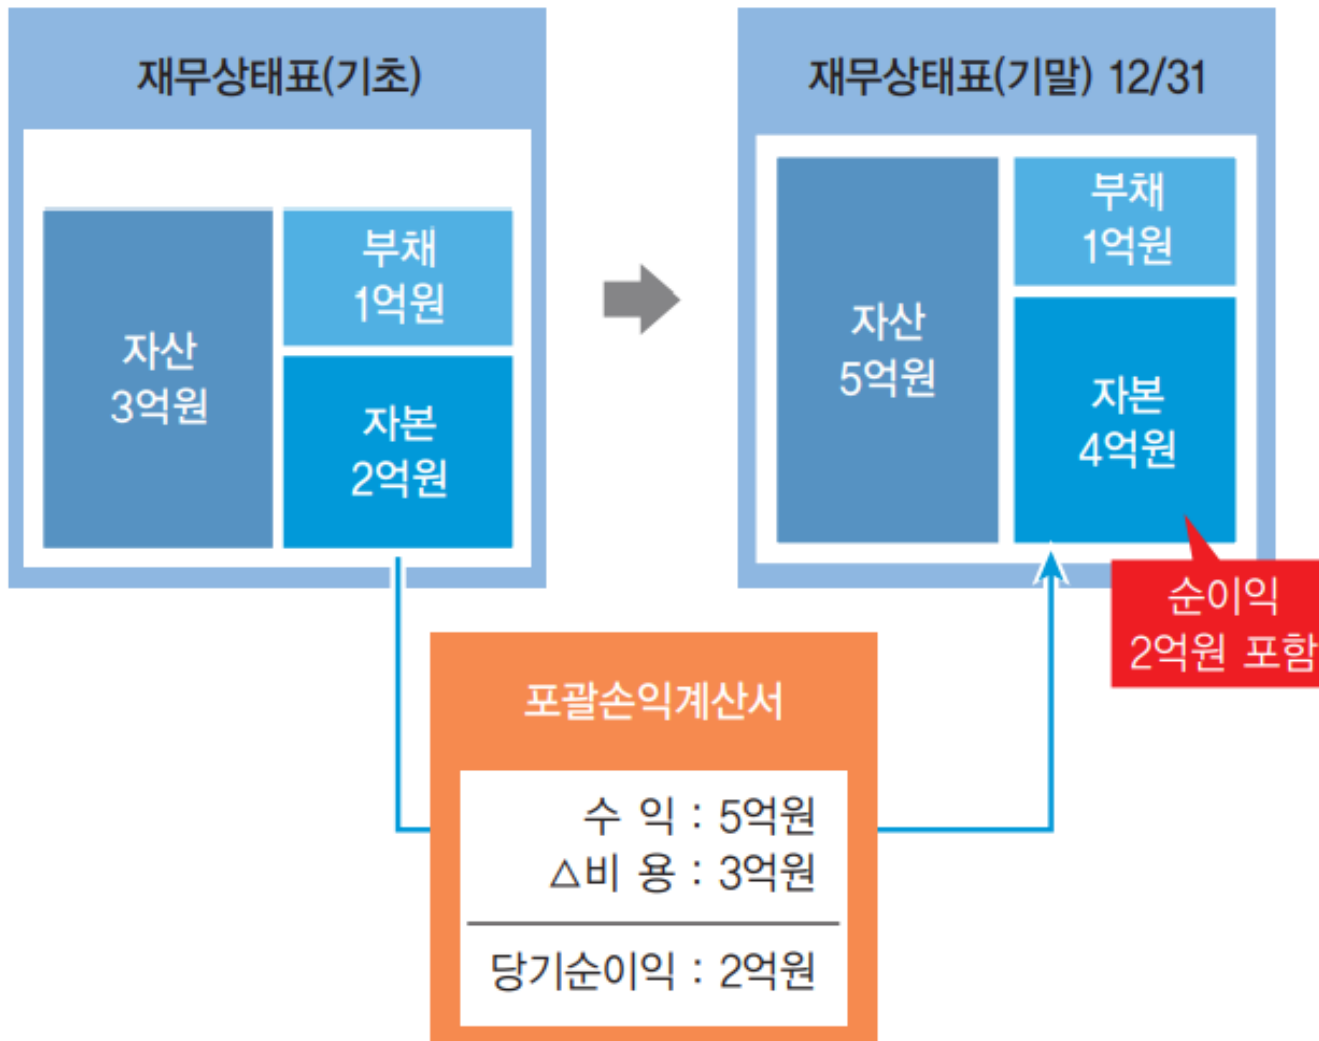 재무상태표(기초)
자산
3억원
부채
1억원
자본
2억원
재무상태표(기말) 12/31
자산
5억원
부채
1억원
자본
4억원
순이익
2억원 포함
포괄손익계산서
수 익 : 5억원
△비 용 : 3억원
당기순이익 : 2억원